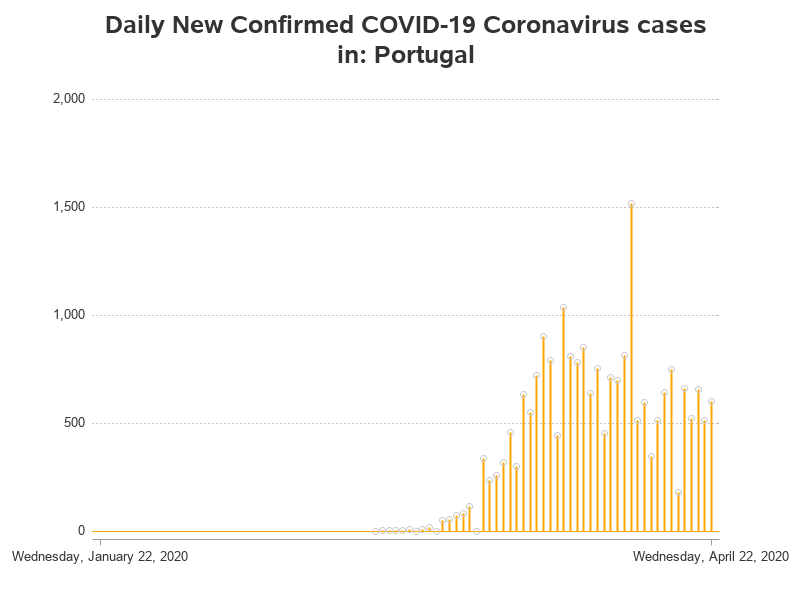 Daily New Confirmed COVID-19 Coronavirus cases
in: Portugal
2,000
1,500
1,000
500
0
Wednesday, January 22, 2020
Wednesday, April 22, 2020